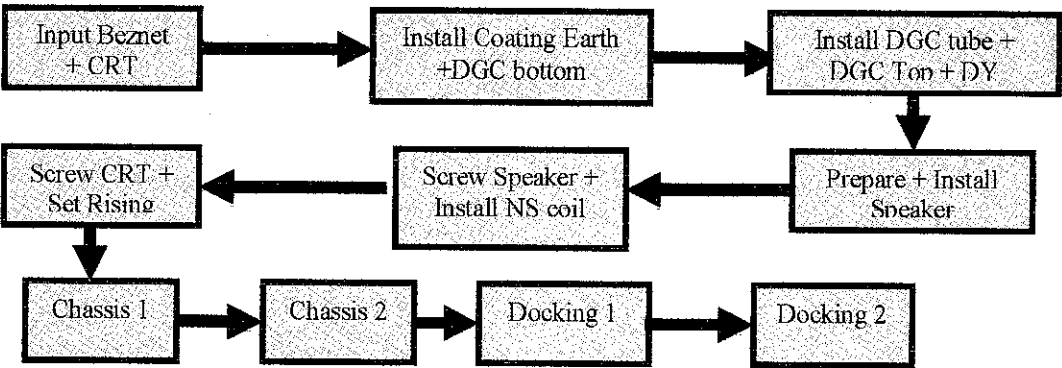 Input Beznet
+ CRT
Install Coating Earth
+DGC bottom
Install DGC tube +
DGC Top + DY
Prepare + Install
Speaker
Screw Speaker +
Install NS coil
Screw CRT +
Set Rising
Chassis 1
Chassis 2
Docking 1
Docking 2